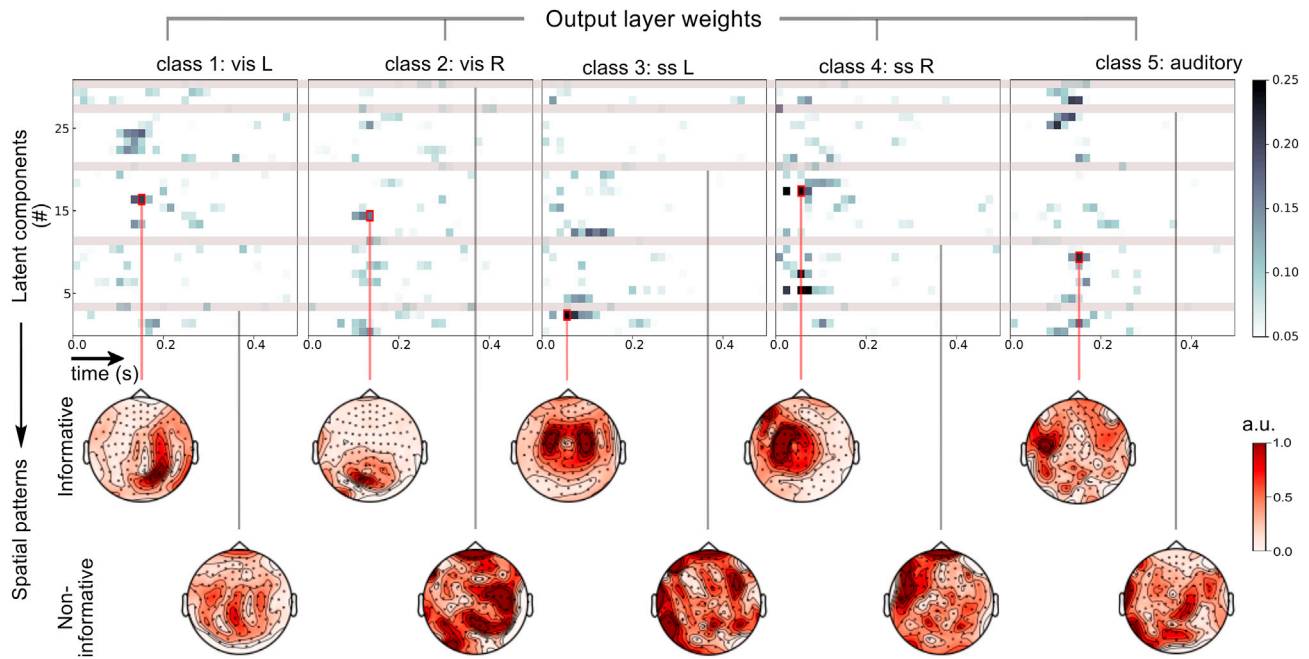 Output layer weights
class 1: vis L
class 2: vis R
class 3: ss L
class 4: ss R
class 5: auditory
Latent components
(#)
25
15
5
0.25
0.20
0.15
0.10
0.05
0.0 0.2 0.4
0.0 0.2 0.4
0.0 0.2 0.4
0.0 0.2 0.4
0.0 0.2 0.4
time (s)
Spatial patterns
Informative
a.u.
1.0
0.5
0.0
Non-
informative